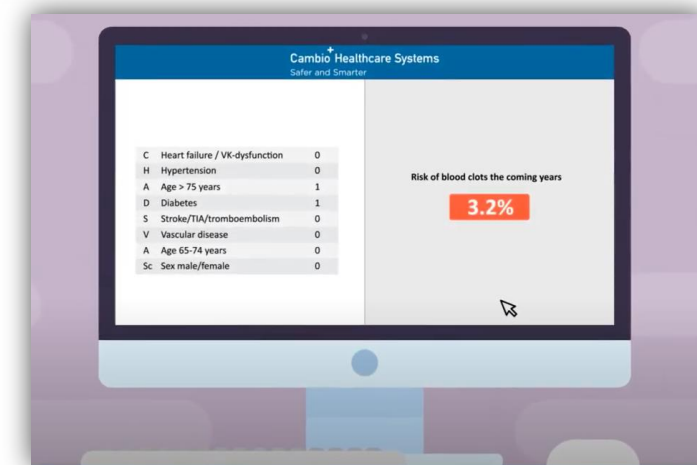 Cambio+ Healthcare Systems
Safer and Smarter
C Heart failure / VK-dysfunction 0
H Hypertension 0
A Age > 75 years 1
D Diabetes 1
S Stroke/TIA/tromboembolism 0
V Vascular disease 0
A Age 65-74 years 0
Sc Sex male/female 0
Risk of blood clots the coming years
3.2%